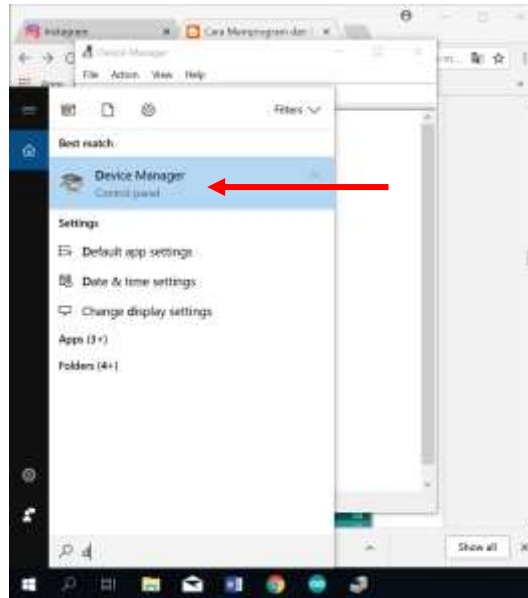 Instagram
Cara Memprogram dan
Device Manager
File Action View Help
Filters
Best match
Device Manager
Control panel
Settings
Default app settings
Date & time settings
Change display settings
Apps (3+)
Folders (4+)
d
Show all